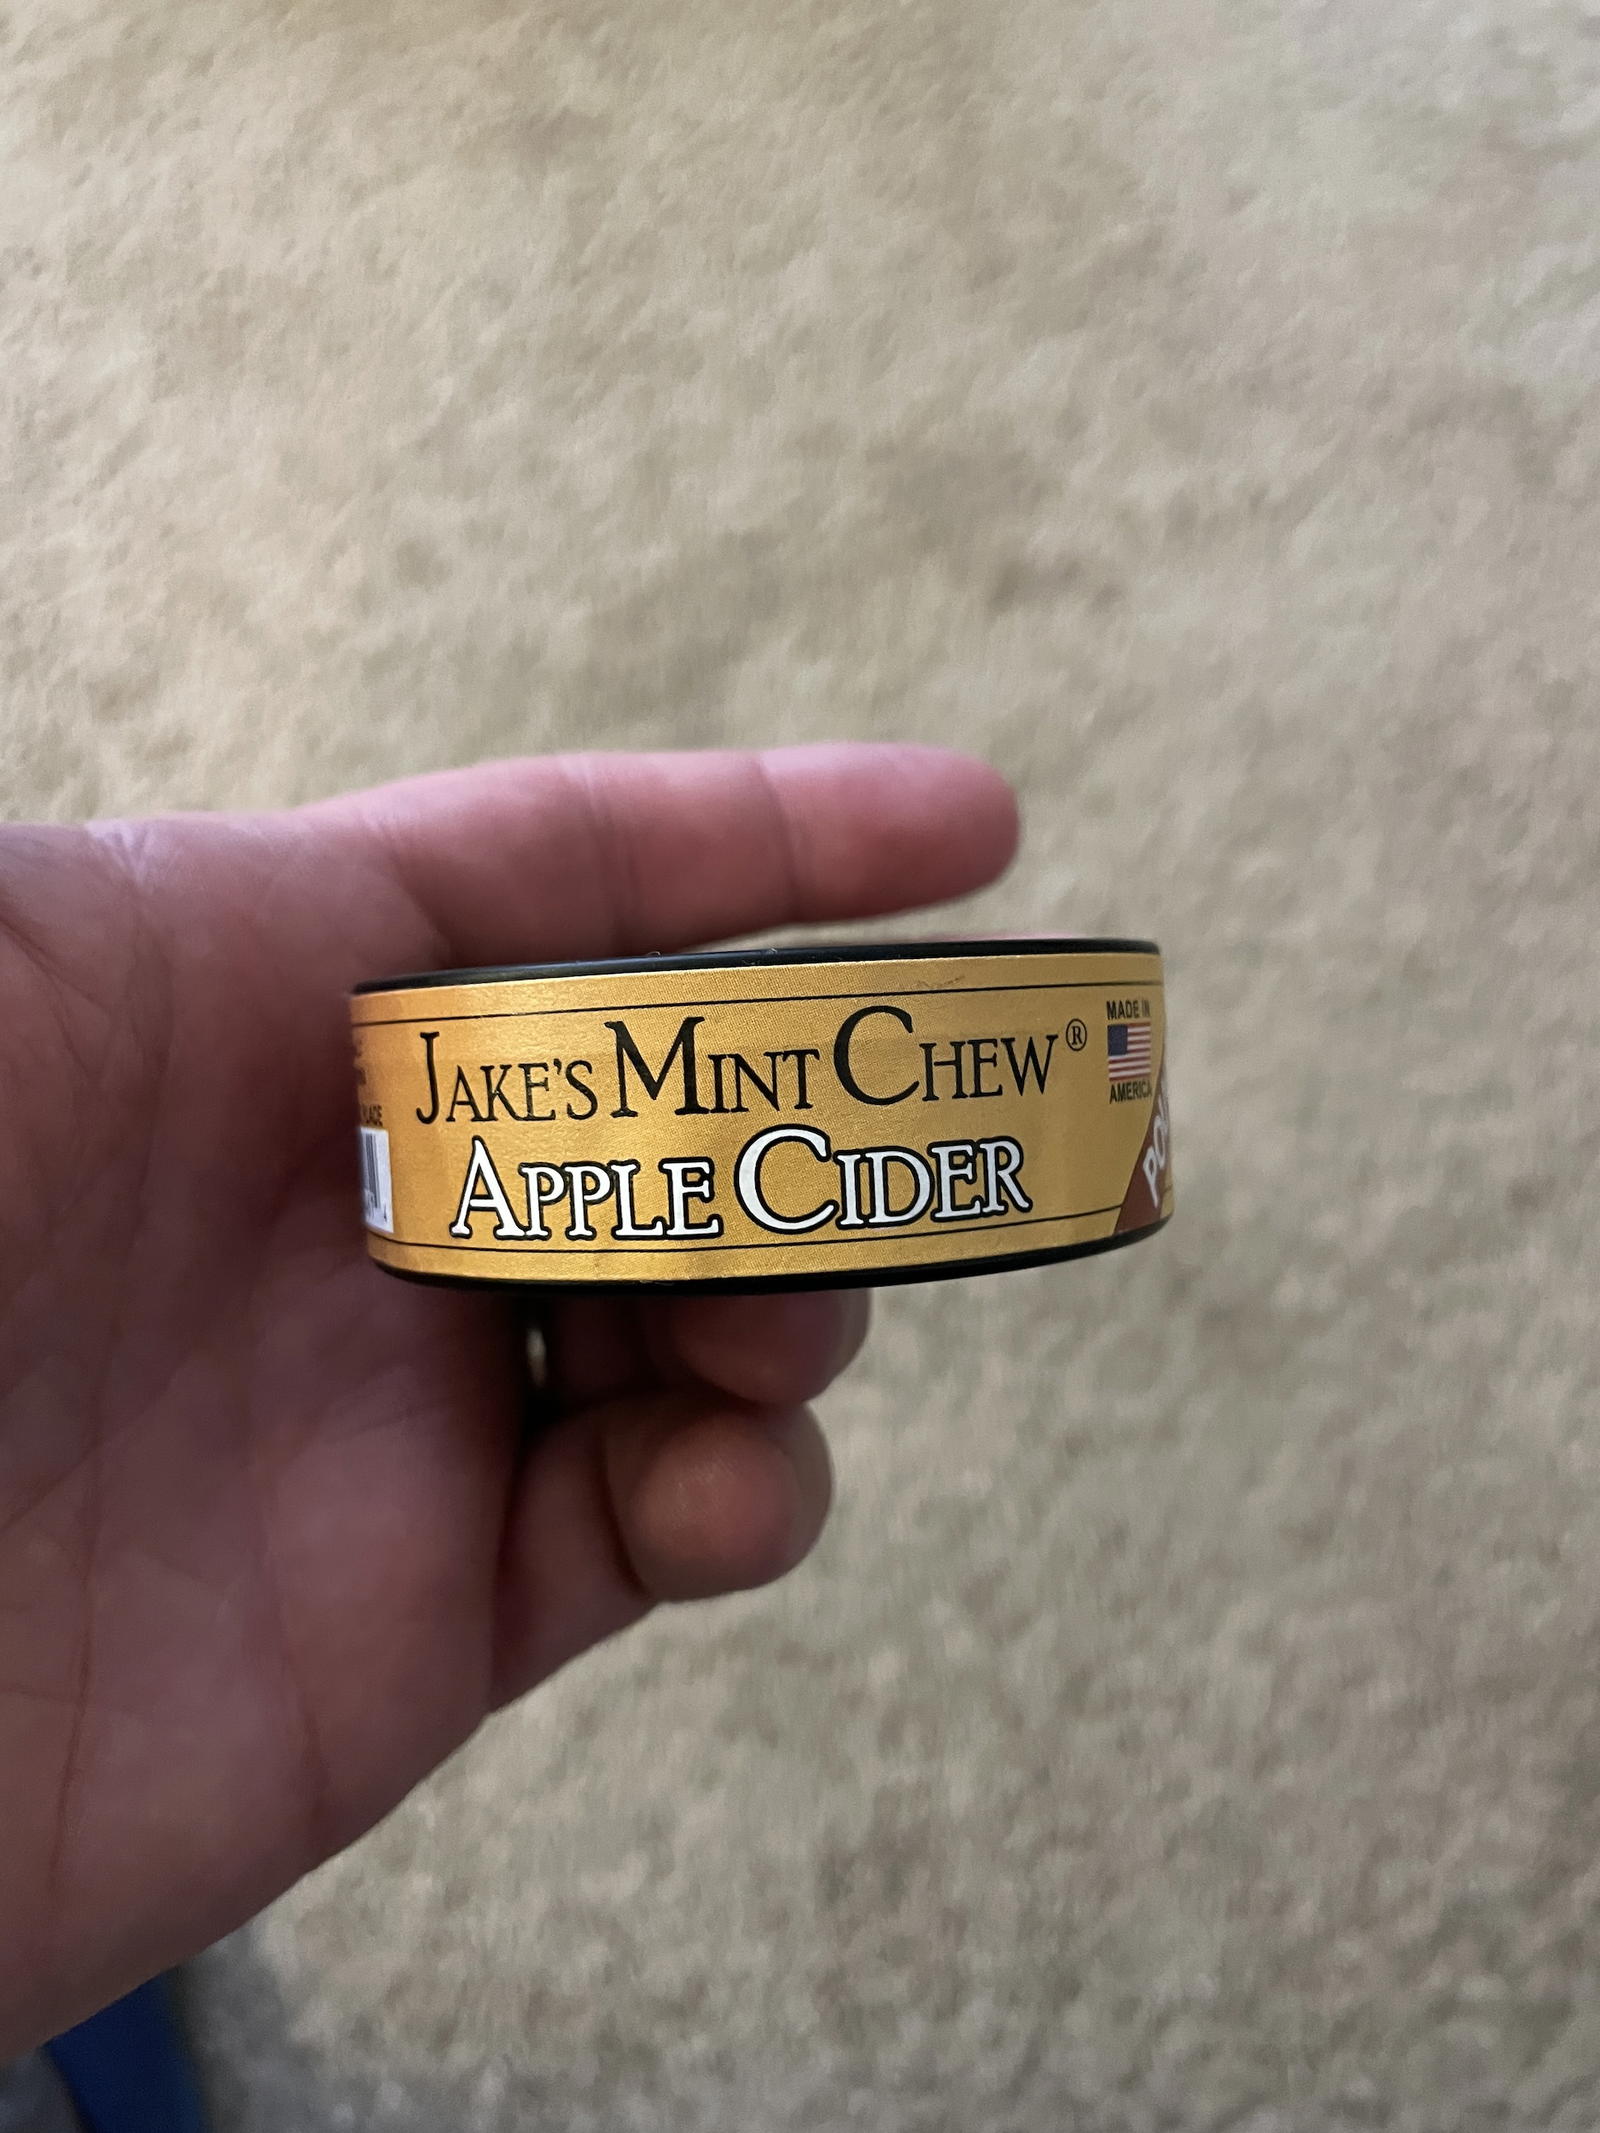 JAKE'S MINT CHEW®
APPLE CIDER
MADE IN
AMERICA